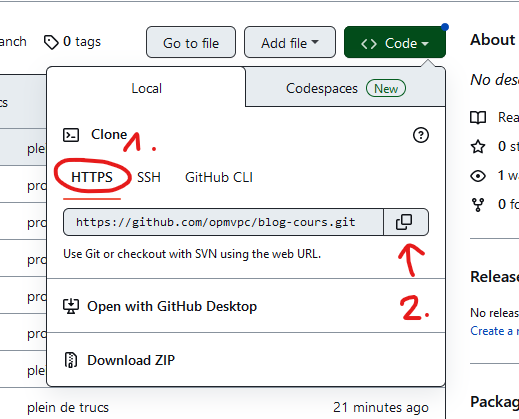 anch
0 tags
Go to file
Add file
<> Code
About
Local
Codespaces
New
No des
cs
Clone
1.
Rea
HTTPS
SSH
GitHub CLI
0 st
ple
1 wa
pro
https://github.com/opmvpc/blog-cours.git
0 fo
pro
Use Git or checkout with SVN using the web URL.
pro
Releas
2.
Open with GitHub Desktop
pro
No releas
Create a r
pro
Download ZIP
ple
Packag
plein de trucs
21 minutes ago